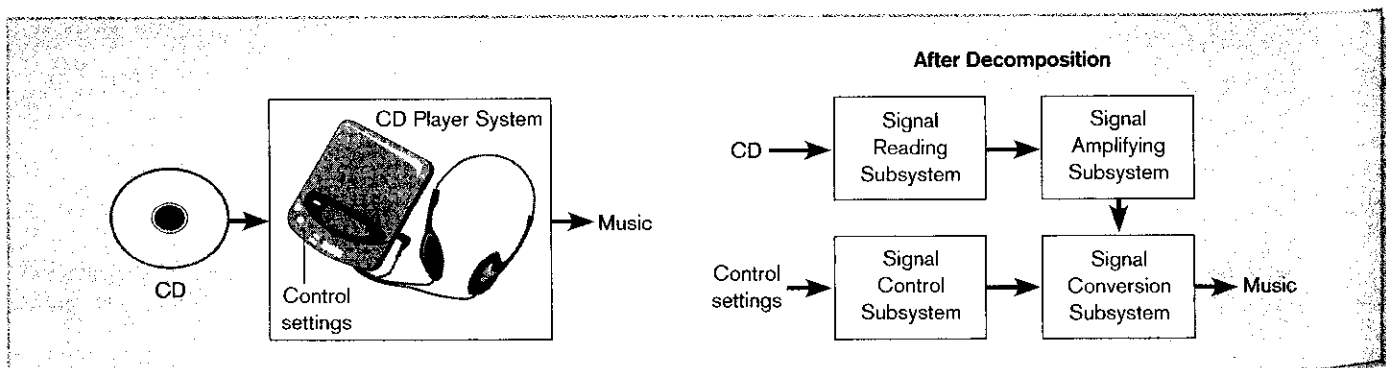 CD Player System
CD
Control
settings
Music
After Decomposition
CD
Signal
Reading
Subsystem
Signal
Amplifying
Subsystem
Control
settings
Signal
Control
Subsystem
Signal
Conversion
Subsystem
Music